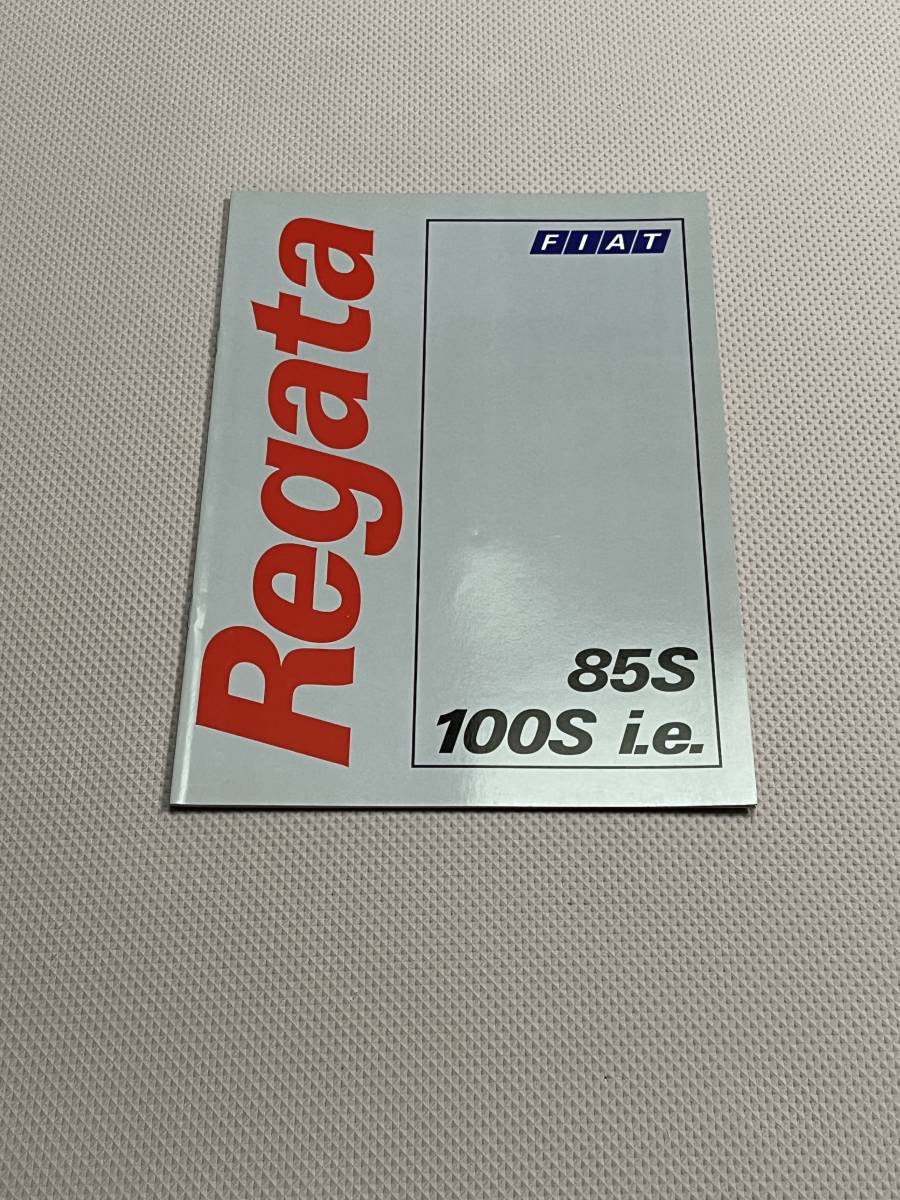 Regata
FIAT
85S
100S i.e.